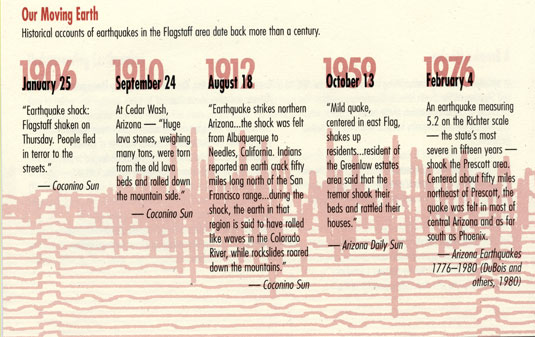 Our Moving Earth
Historical accounts of earthquakes in the Flagstaff area date back more than a century.
1906
January 25
"Earthquake shock:
Flagstaff shaken on
Thursday. People fled
in terror to the
streets."
— Coconino Sun
1910
September 24
At Cedar Wash,
Arizona — "Huge
lava stones, weighing
many tons, were torn
from the old lava
beds and rolled down
the mountain side."
— Coconino Sun
1912
August 18
"Earthquake strikes northern
Arizona...the shock was felt
from Albuquerque to
Needles, California. Indians
reported an earth crack fifty
miles long north of the San
Francisco range...during the
shock, the earth in that
region is said to have rolled
like waves in the Colorado
River, while rockslides roared
down the mountains."
— Coconino Sun
1959
October 13
"Mild quake,
centered in east Flag,
shakes up
residents...resident of
the Greenlaw estates
area said that the
tremor shook their
beds and rattled their
houses."
— Arizona Daily Sun
1976
February 4
An earthquake measuring
5.2 on the Richter scale
— the state's most
severe in fifteen years —
shook the Prescott area.
Centered about fifty miles
northeast of Prescott, the
quake was felt in most of
central Arizona and as far
south as Phoenix.
— Arizona Earthquakes
1776–1980 (DuBois and
others, 1980)